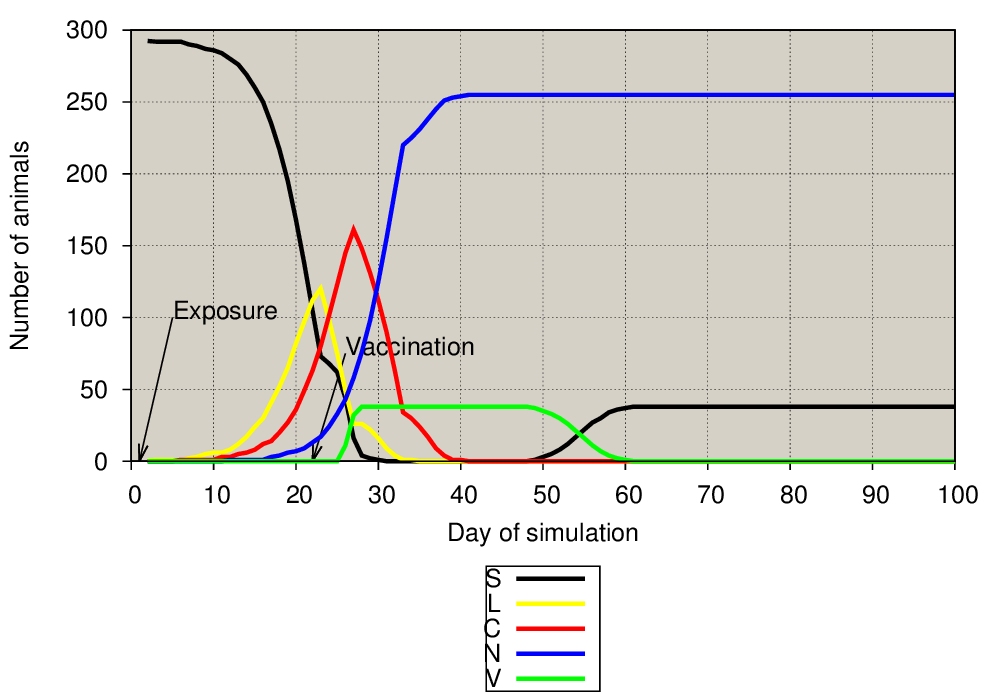 300
250
200
150
100
50
0
Number of animals
Exposure
Vaccination
0 10 20 30 40 50 60 70 80 90 100
Day of simulation
S
L
C
N
V